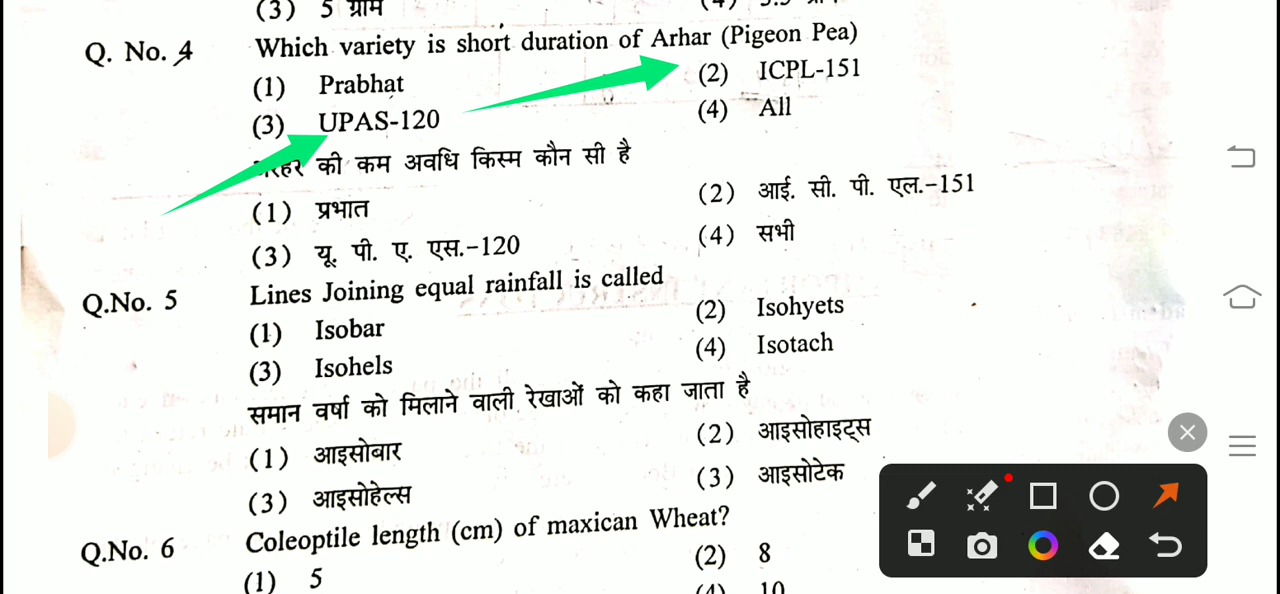 (3) 5 ग्राम
Q. No. 4 Which variety is short duration of Arhar (Pigeon Pea)
(1) Prabhat (2) ICPL-151
(3) UPAS-120 (4) All
की कम अवधि किस्म कौन सी है
(1) प्रभात (2) आई. सी. पी. एल.-151
(3) यू. पी. ए. एस.-120 (4) सभी
Q.No. 5 Lines Joining equal rainfall is called
(1) Isobar (2) Isohyets
(3) Isohels (4) Isotach
समान वर्षा को मिलाने वाली रेखाओं को कहा जाता है
(1) आइसोबार (2) आइसोहाइट्स
(3) आइसोहेल्स (3) आइसोटेक
Q.No. 6 Coleoptile length (cm) of maxican Wheat?
(1) 5 (2) 8
(4) 10